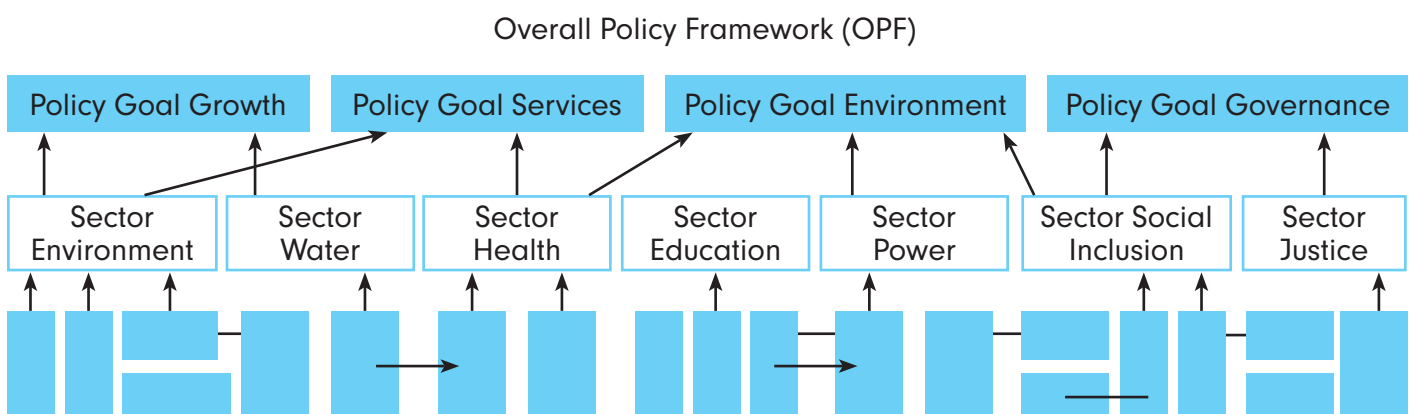 Overall Policy Framework (OPF)
Policy Goal Growth
Policy Goal Services
Policy Goal Environment
Policy Goal Governance
Sector
Environment
Sector
Water
Sector
Health
Sector
Education
Sector
Power
Sector Social
Inclusion
Sector
Justice